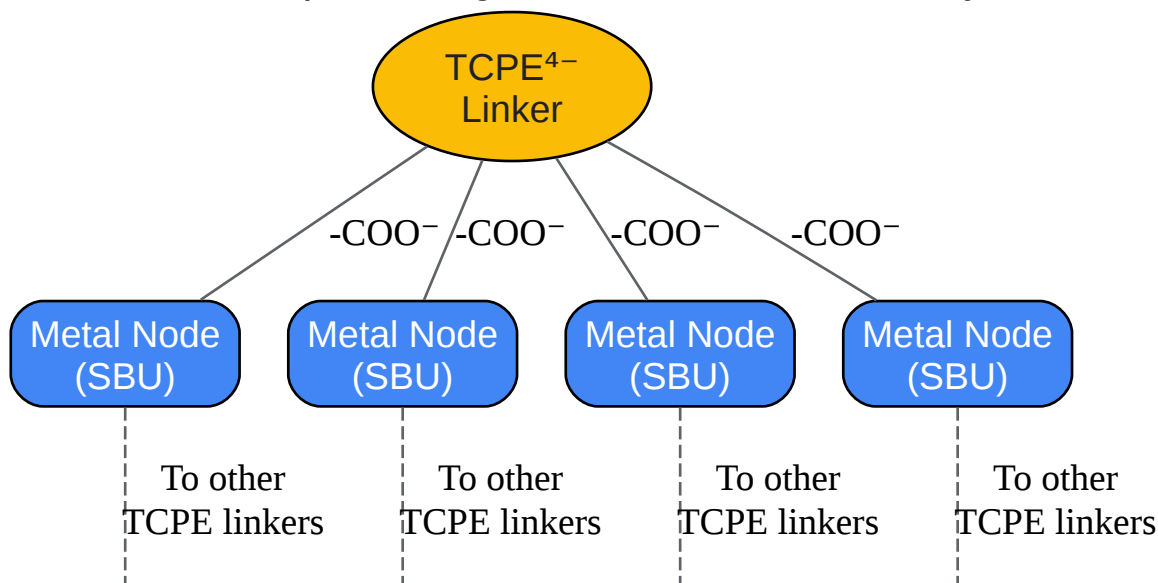 TCPE⁴⁻
Linker
-COO⁻ -COO⁻ -COO⁻ -COO⁻
Metal Node Metal Node Metal Node Metal Node
(SBU) (SBU) (SBU) (SBU)
To other To other To other To other
TCPE linkers TCPE linkers TCPE linkers TCPE linkers